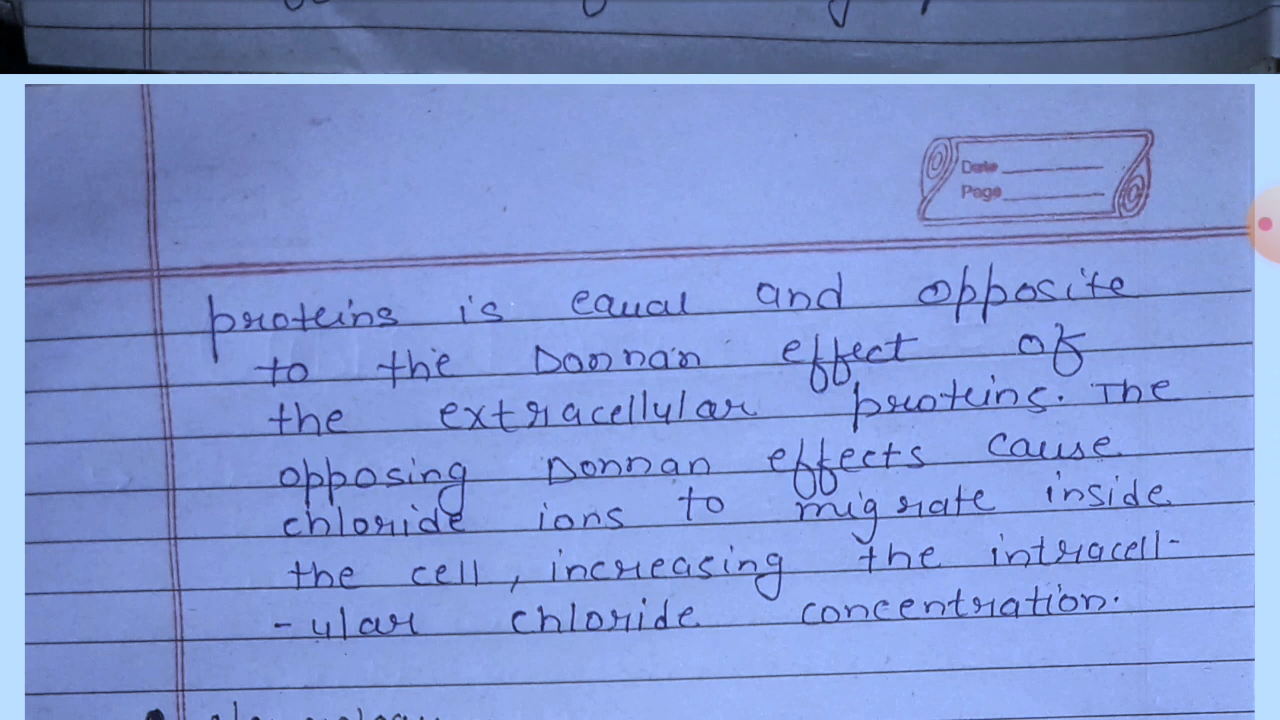 Date
Page
proteins is equal and opposite
to the Donnan effect of
the extracellular proteins. The
opposing Donnan effects cause
chloride ions to migrate inside
the cell, increasing the intracell-
-ular chloride concentration.